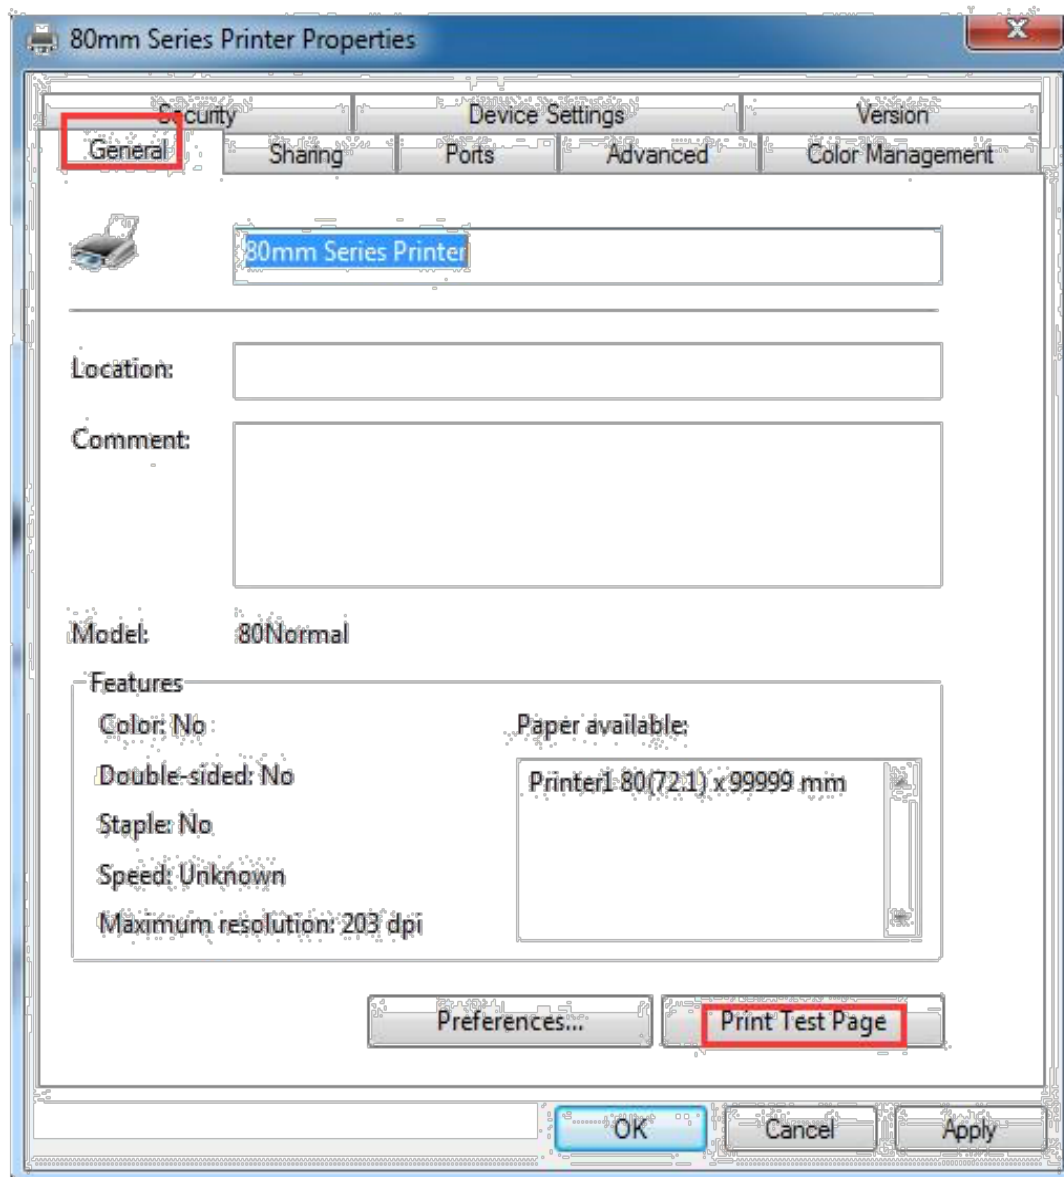 80mm Series Printer Properties
Security Device Settings Version
General Sharing Ports Advanced Color Management
80mm Series Printer
Location:
Comment:
Model: 80Normal
Features
Color: No Paper available:
Double-sided: No Printer1 80(72.1) x 99999 mm
Staple: No
Speed: Unknown
Maximum resolution: 203 dpi
Preferences... Print Test Page
OK Cancel Apply